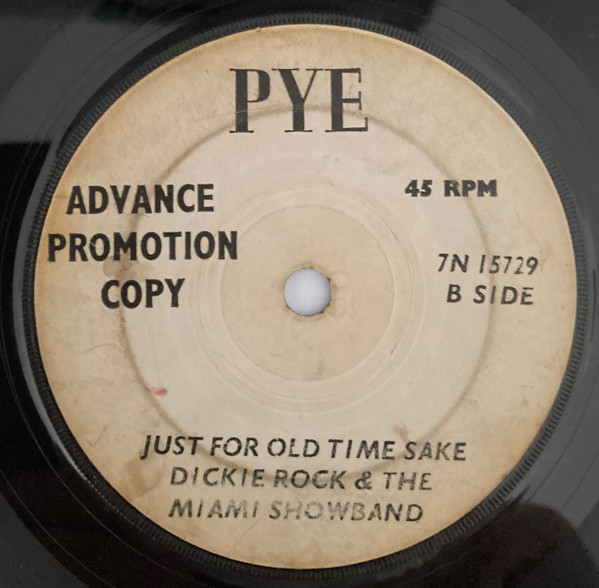 PYE
ADVANCE
PROMOTION
COPY
45 RPM
7N 15729
B SIDE
JUST FOR OLD TIME SAKE
DICKIE ROCK & THE
MIAMI SHOWBAND